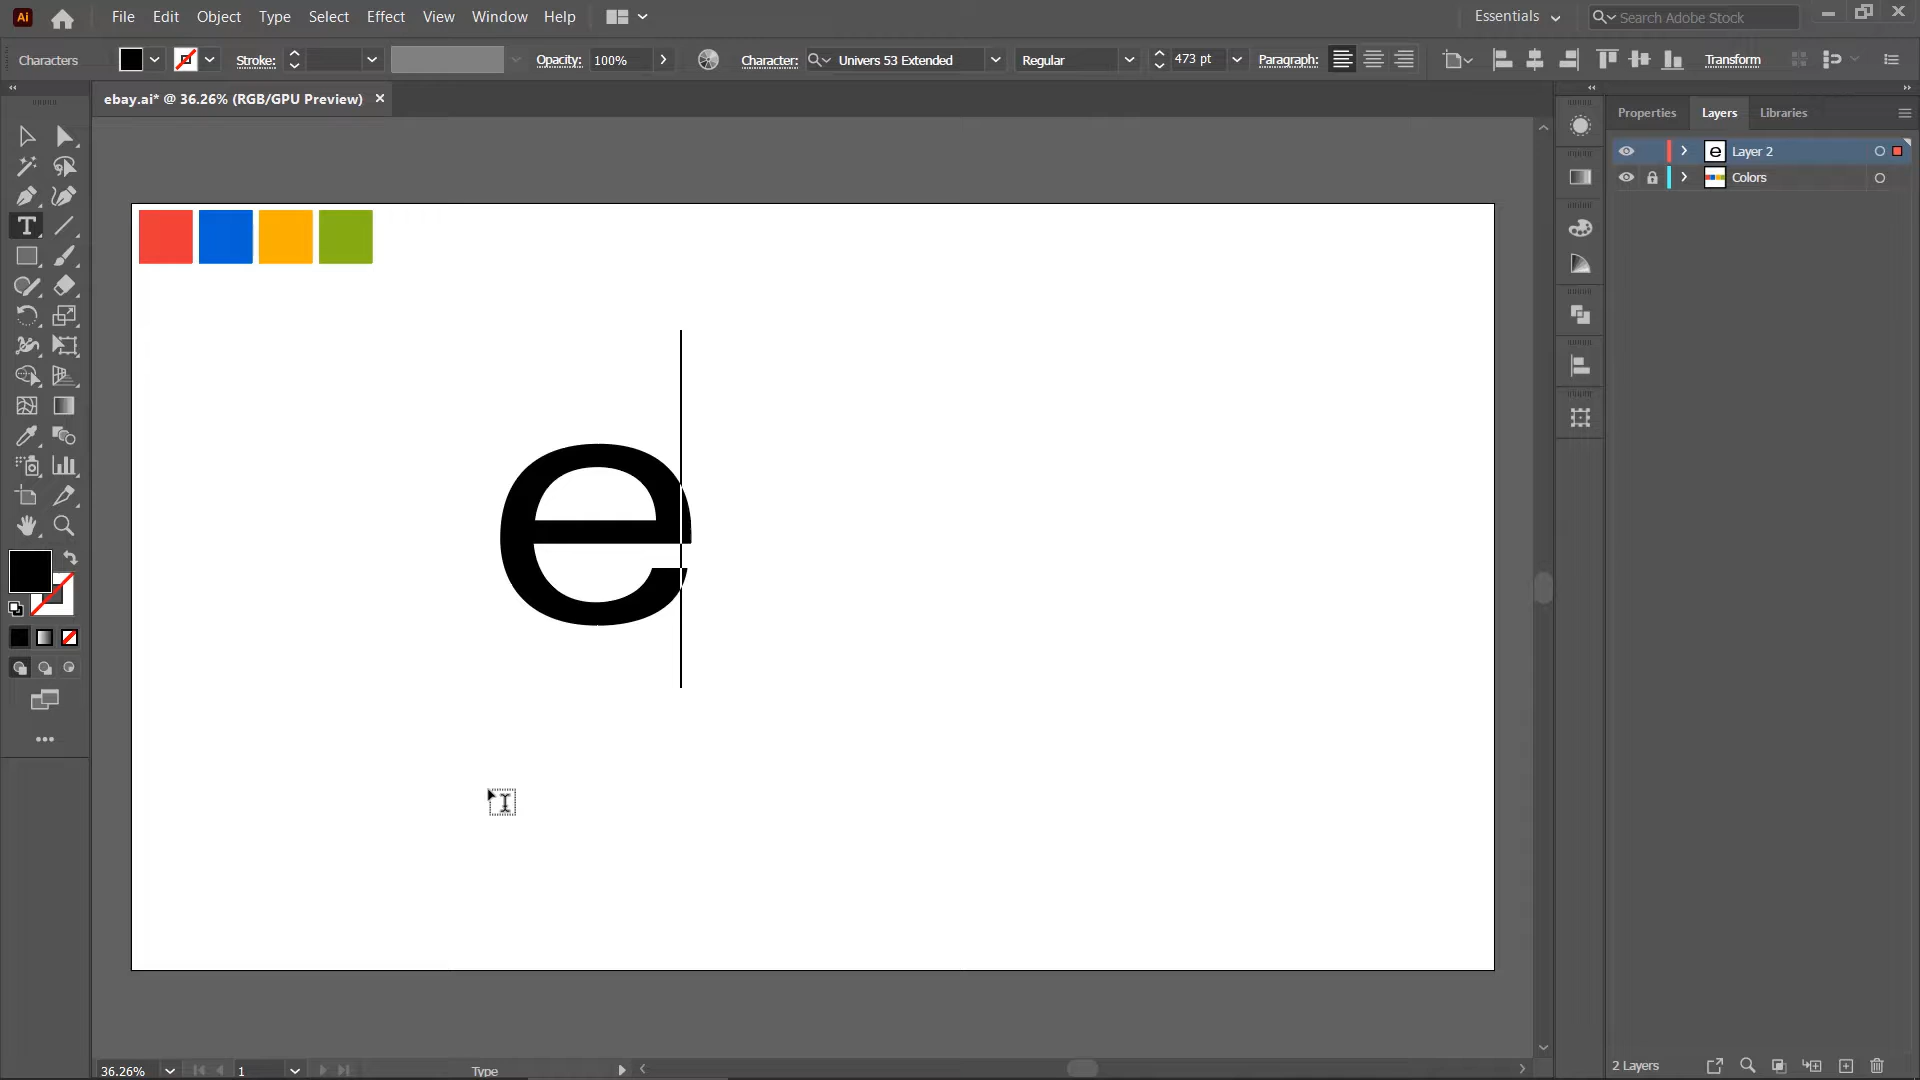 Ai File Edit Object Type Select Effect View Window Help Essentials Search Adobe Stock
Characters Stroke: Opacity: 100% Character: Univers 53 Extended Regular 473 pt Paragraph: Transform
ebay.ai* @ 36.26% (RGB/GPU Preview)
Properties Layers Libraries
Layer 2
Colors
e
2 Layers
36.26% 1 Type